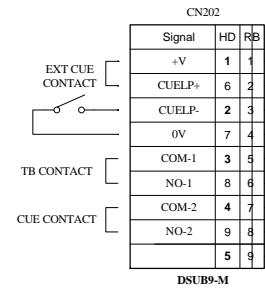 CN202
Signal HD RB
+V 1 1
EXT CUE
CONTACT
CUELP+ 6 2
CUELP- 2 3
0V 7 4
COM-1 3 5
TB CONTACT
NO-1 8 6
COM-2 4 7
CUE CONTACT
NO-2 9 8
5 9
DSUB9-M